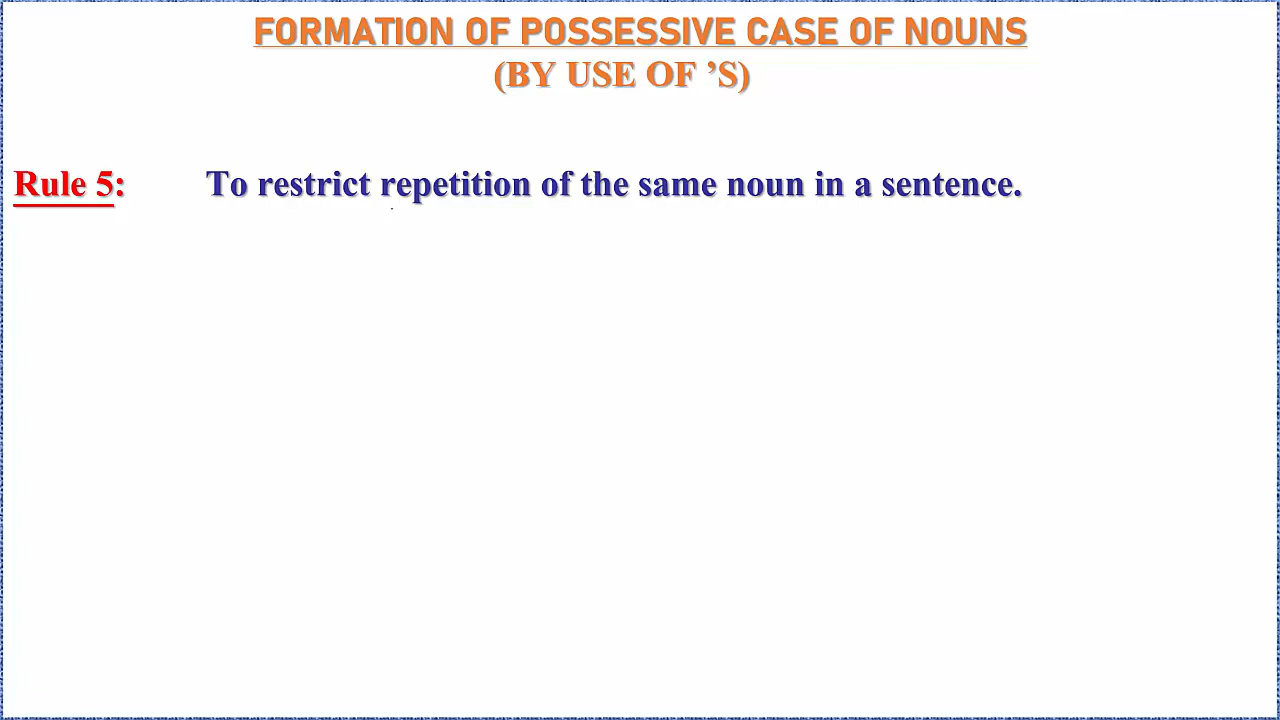 FORMATION OF POSSESSIVE CASE OF NOUNS
(BY USE OF ’S)
Rule 5: To restrict repetition of the same noun in a sentence.